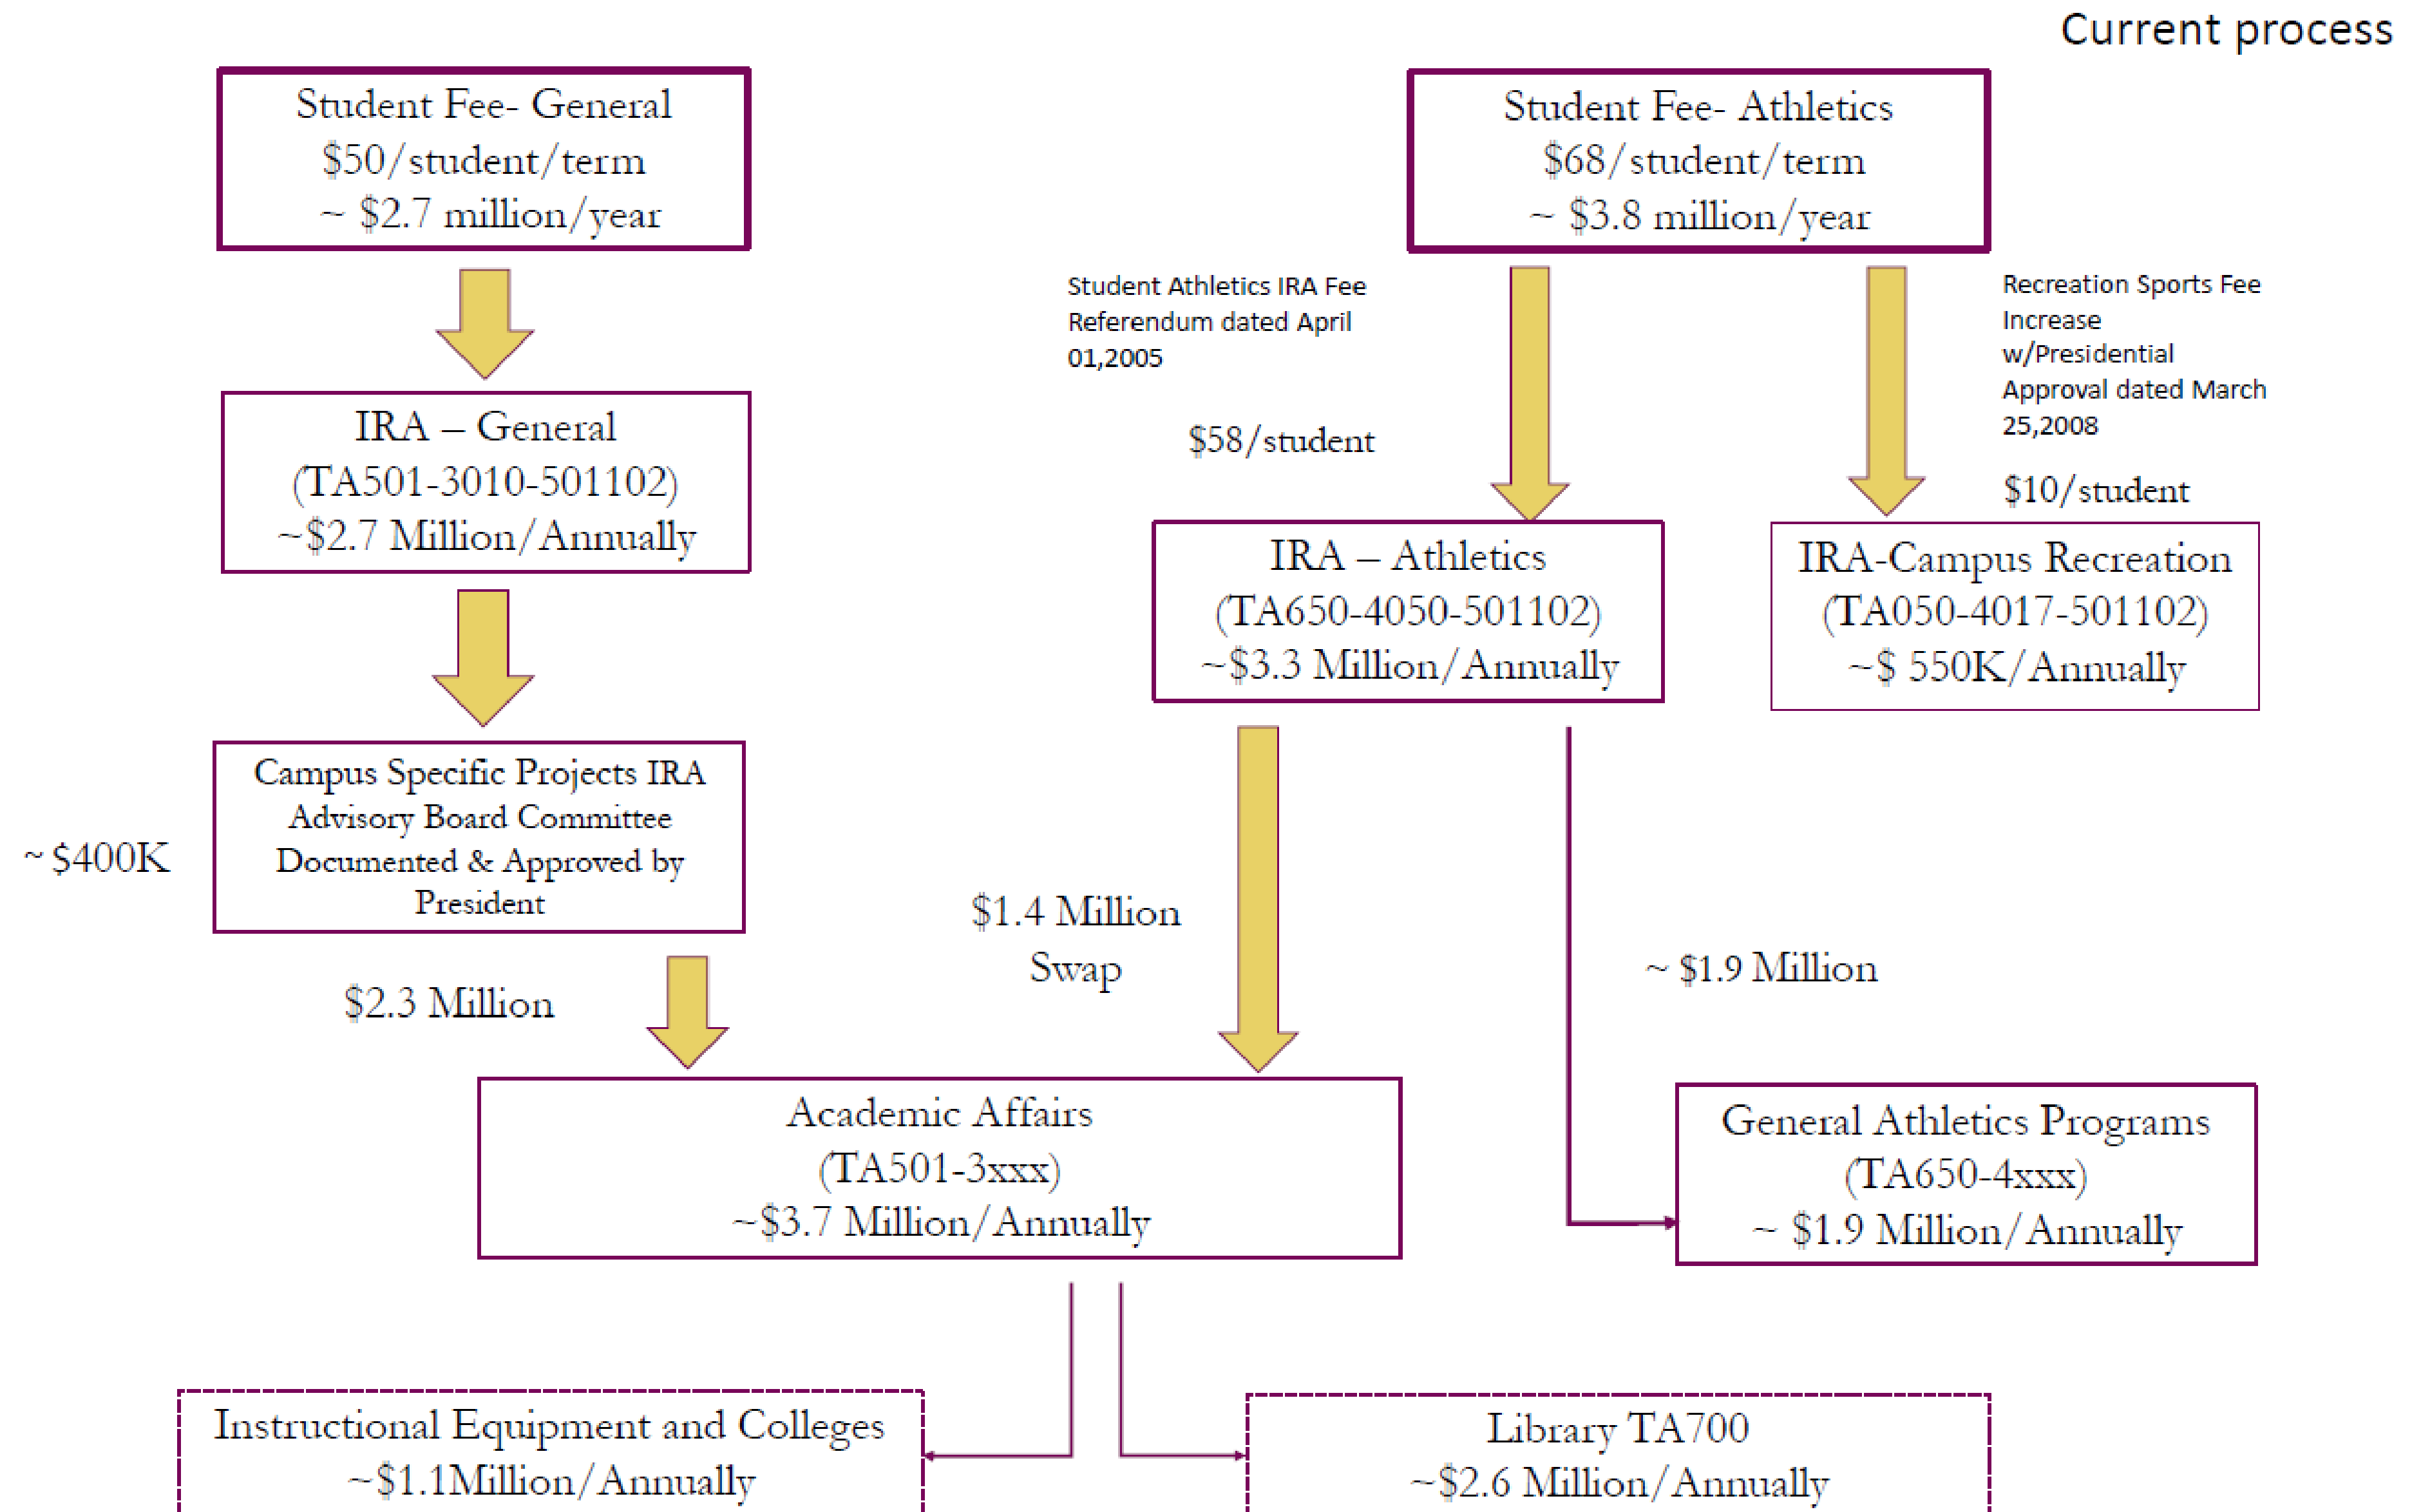 Current process
Student Fee- General
$50/student/term
~ $2.7 million/year
Student Fee- Athletics
$68/student/term
~ $3.8 million/year
Student Athletics IRA Fee
Referendum dated April
01,2005
$58/student
Recreation Sports Fee
Increase
w/Presidential
Approval dated March
25,2008
$10/student
IRA – General
(TA501-3010-501102)
~$2.7 Million/Annually
IRA – Athletics
(TA650-4050-501102)
~$3.3 Million/Annually
IRA-Campus Recreation
(TA050-4017-501102)
~$ 550K/Annually
~ $400K
Campus Specific Projects IRA
Advisory Board Committee
Documented & Approved by
President
$2.3 Million
$1.4 Million
Swap
~ $1.9 Million
Academic Affairs
(TA501-3xxx)
~$3.7 Million/Annually
General Athletics Programs
(TA650-4xxx)
~ $1.9 Million/Annually
Instructional Equipment and Colleges
~$1.1Million/Annually
Library TA700
~$2.6 Million/Annually